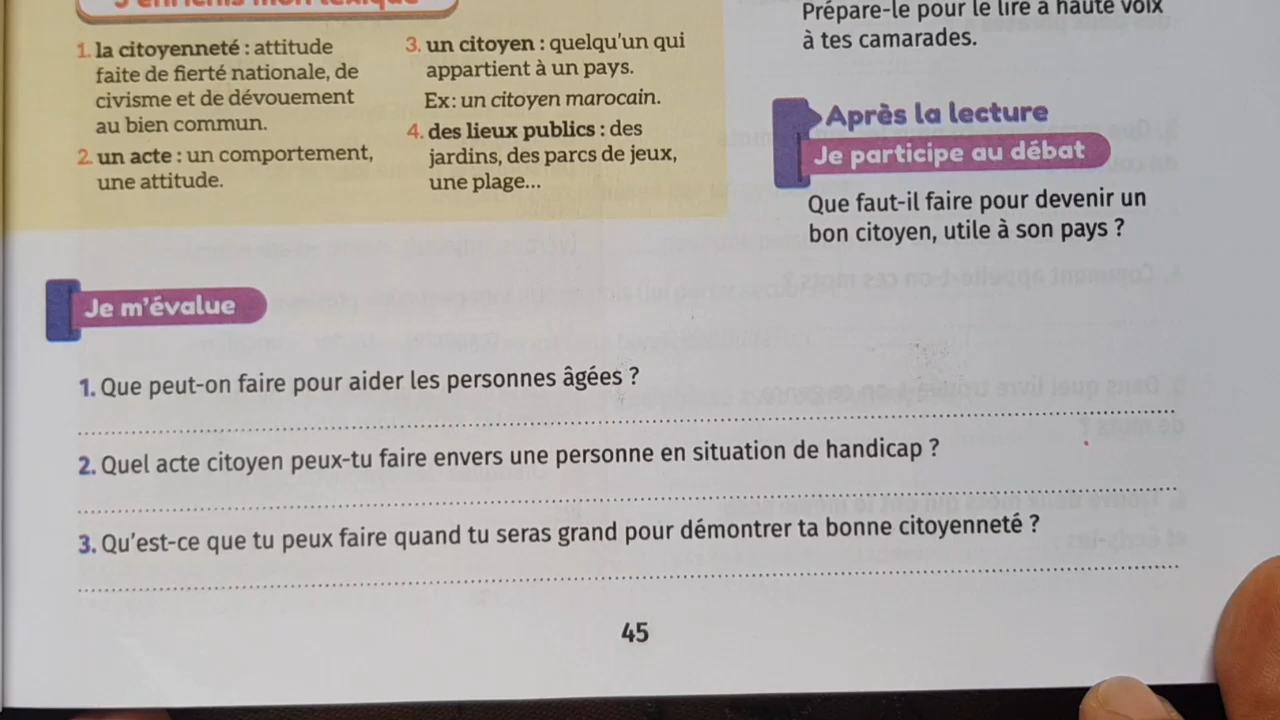 J'enrichis mon lexique
1. la citoyenneté : attitude
faite de fierté nationale, de
civisme et de dévouement
au bien commun.
2. un acte : un comportement,
une attitude.
3. un citoyen : quelqu'un qui
appartient à un pays.
Ex : un citoyen marocain.
4. des lieux publics : des
jardins, des parcs de jeux,
une plage...
Prépare-le pour le lire à haute voix
à tes camarades.
Après la lecture
Je participe au débat
Que faut-il faire pour devenir un
bon citoyen, utile à son pays ?
Je m'évalue
1. Que peut-on faire pour aider les personnes âgées ?
2. Quel acte citoyen peux-tu faire envers une personne en situation de handicap ?
3. Qu'est-ce que tu peux faire quand tu seras grand pour démontrer ta bonne citoyenneté ?
45